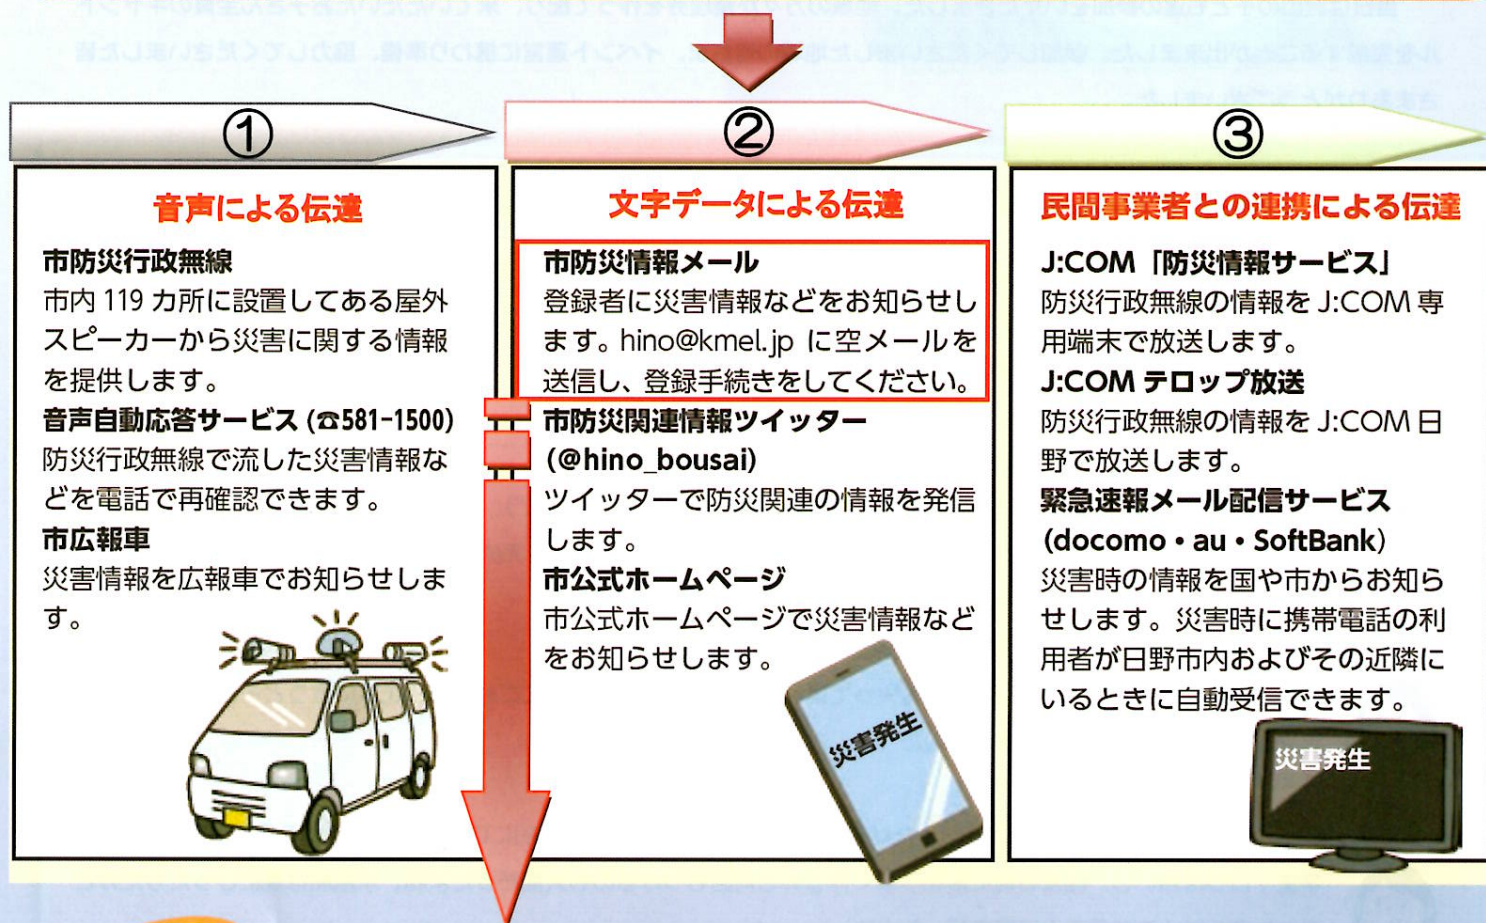 ①
音声による伝達
市防災行政無線
市内 119 カ所に設置してある屋外
スピーカーから災害に関する情報
を提供します。
音声自動応答サービス (☎581-1500)
防災行政無線で流した災害情報な
どを電話で再確認できます。
市広報車
災害情報を広報車でお知らせしま
す。
②
文字データによる伝達
市防災情報メール
登録者に災害情報などをお知らせし
ます。hino@kmel.jp に空メールを
送信し、登録手続きをしてください。
市防災関連情報ツイッター
(@hino_bousai)
ツイッターで防災関連の情報を発信
します。
市公式ホームページ
市公式ホームページで災害情報など
をお知らせします。
災害発生
③
民間事業者との連携による伝達
J:COM「防災情報サービス」
防災行政無線の情報を J:COM 専
用端末で放送します。
J:COM テロップ放送
防災行政無線の情報を J:COM 日
野で放送します。
緊急速報メール配信サービス
(docomo・au・SoftBank)
災害時の情報を国や市からお知ら
せします。災害時に携帯電話の利
用者が日野市内およびその近隣に
いるときに自動受信できます。
災害発生